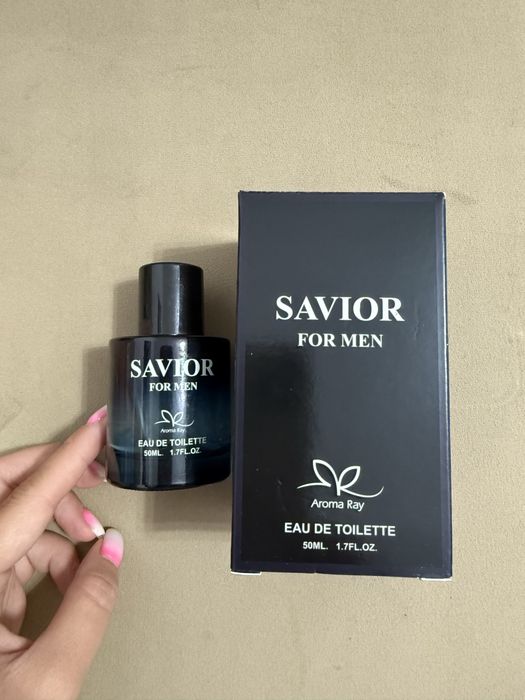 SAVIOR
FOR MEN
Aroma Ray
EAU DE TOILETTE
50ML. 1.7FL.OZ.
SAVIOR
FOR MEN
Aroma Ray
EAU DE TOILETTE
50ML. 1.7FL.OZ.